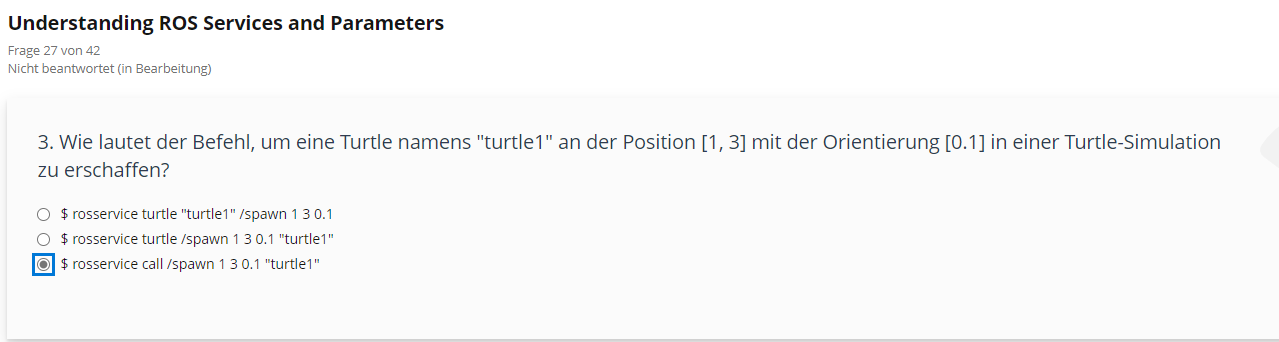 Understanding ROS Services and Parameters
Frage 27 von 42
Nicht beantwortet (in Bearbeitung)
3. Wie lautet der Befehl, um eine Turtle namens "turtle1" an der Position [1, 3] mit der Orientierung [0.1] in einer Turtle-Simulation
zu erschaffen?
$ rosservice turtle "turtle1" /spawn 1 3 0.1
$ rosservice turtle /spawn 1 3 0.1 "turtle1"
$ rosservice call /spawn 1 3 0.1 "turtle1"